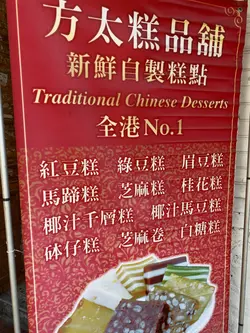 方太糕品舖
新鮮自製糕點
Traditional Chinese Desserts
全港No.1
紅豆糕 綠豆糕 眉豆糕
馬蹄糕 芝麻糕 桂花糕
椰汁千層糕 椰汁馬豆糕
砵仔糕 芝麻卷 白糖糕